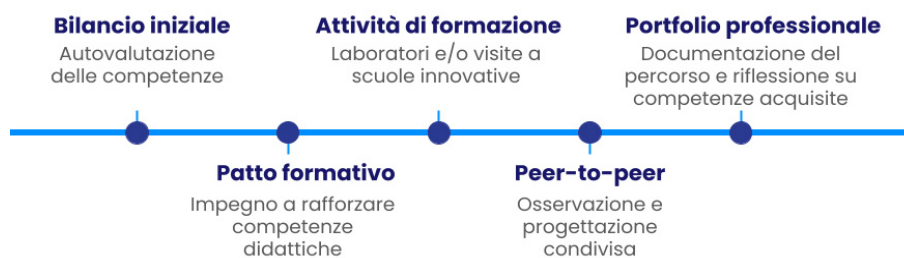 Bilancio iniziale
Autovalutazione
delle competenze
Patto formativo
Impegno a rafforzare
competenze
didattiche
Attività di formazione
Laboratori e/o visite a
scuole innovative
Peer-to-peer
Osservazione e
progettazione
condivisa
Portfolio professionale
Documentazione del
percorso e riflessione su
competenze acquisite